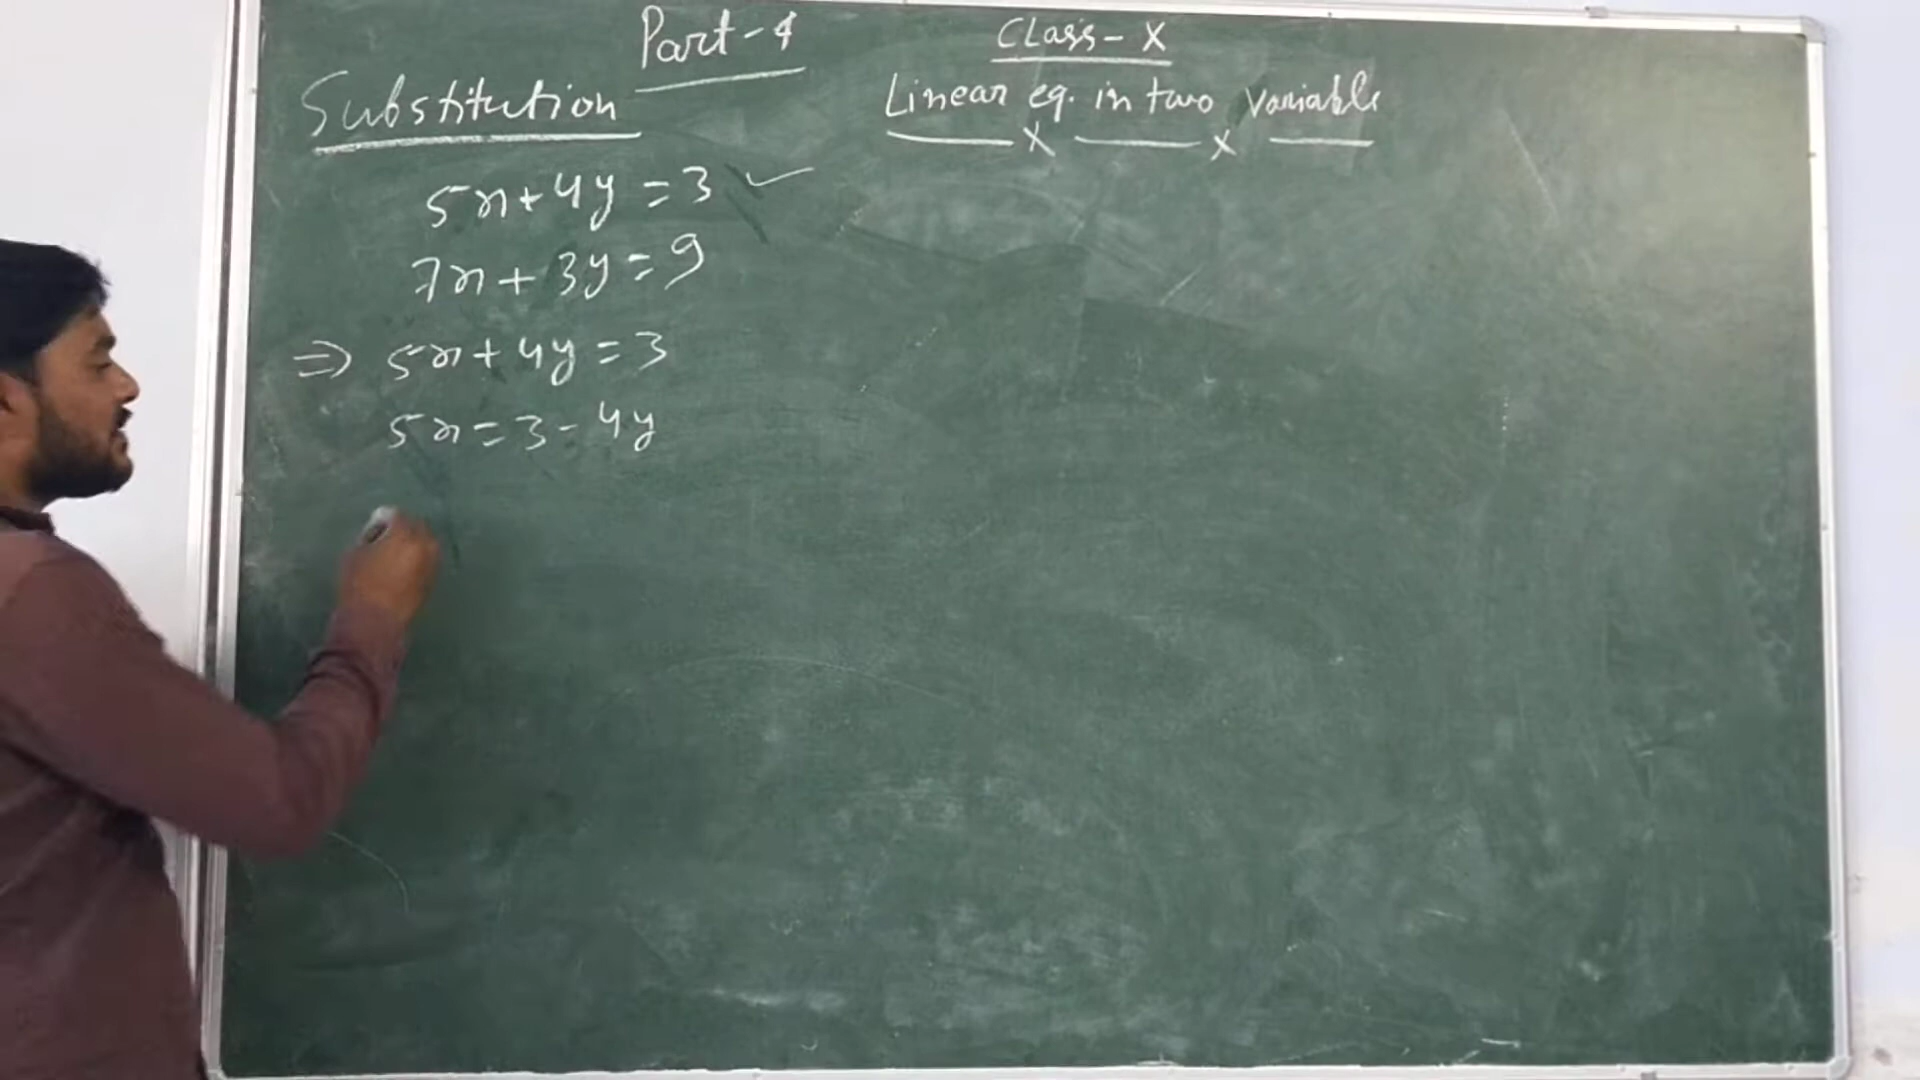 Part-4
Class-X
Substitution
Linear eq. in two variable
x x
5x+4y=3 ✓
7x+3y=9
⇒ 5x+4y=3
5x=3-4y